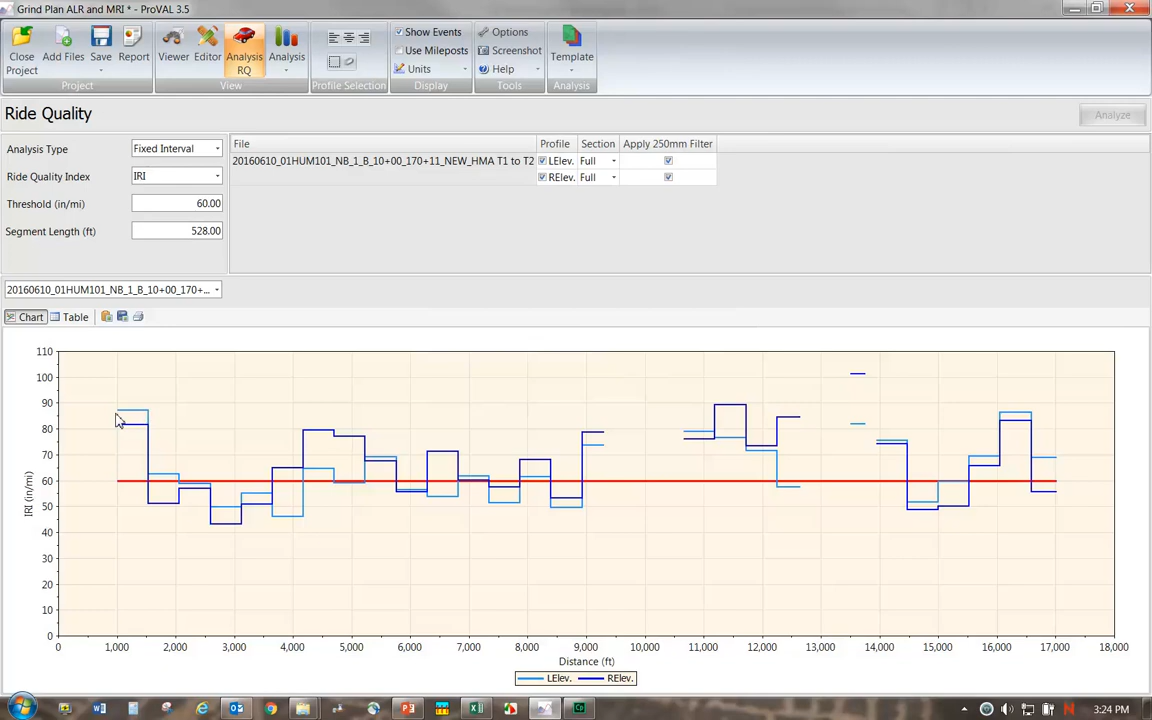 Grind Plan ALR and MRI * - ProVAL 3.5
Close Project
Add Files
Save
Report
Project
Viewer
Editor
Analysis RQ
Analysis
View
Profile Selection
Show Events
Use Mileposts
Units
Display
Options
Screenshot
Help
Tools
Template
Analysis
Ride Quality
Analyze
Analysis Type
Fixed Interval
Ride Quality Index
IRI
Threshold (in/mi)
60.00
Segment Length (ft)
528.00
File Profile Section Apply 250mm Filter
20160610_01HUM101_NB_1_B_10+00_170+11_NEW_HMA T1 to T2 LElev. Full
RElev. Full
20160610_01HUM101_NB_1_B_10+00_170+...
Chart Table
110
100
90
80
70
60
50
40
30
20
10
0
IRI (in/mi)
0 1,000 2,000 3,000 4,000 5,000 6,000 7,000 8,000 9,000 10,000 11,000 12,000 13,000 14,000 15,000 16,000 17,000 18,000
Distance (ft)
LElev. RElev.
3:24 PM